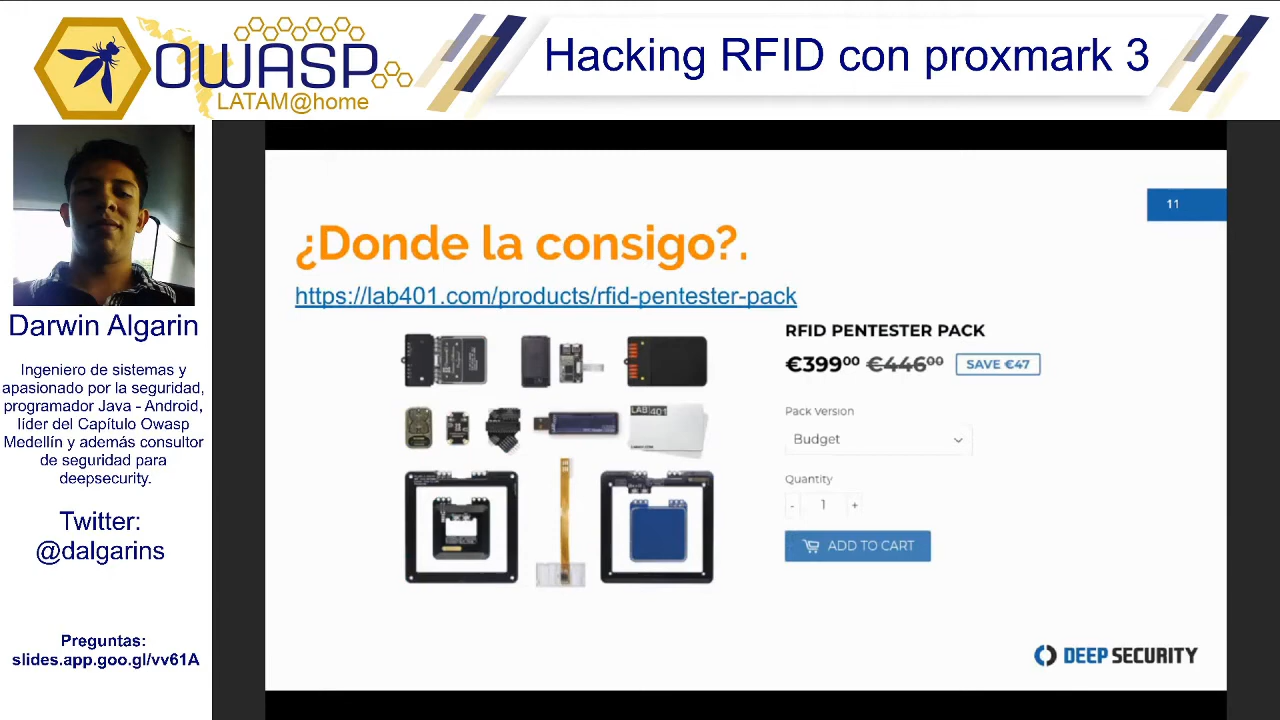 OWASP
LATAM@home
Hacking RFID con proxmark 3
Darwin Algarin
Ingeniero de sistemas y
apasionado por la seguridad,
programador Java - Android,
líder del Capítulo Owasp
Medellín y además consultor
de seguridad para
deepsecurity.
Twitter:
@dalgarins
Preguntas:
slides.app.goo.gl/vv61A
11
¿Donde la consigo?.
https://lab401.com/products/rfid-pentester-pack
LAB 401
RFID PENTESTER PACK
€39900 €44600 SAVE €47
Pack Version
Budget
Quantity
- 1 +
ADD TO CART
DEEP SECURITY